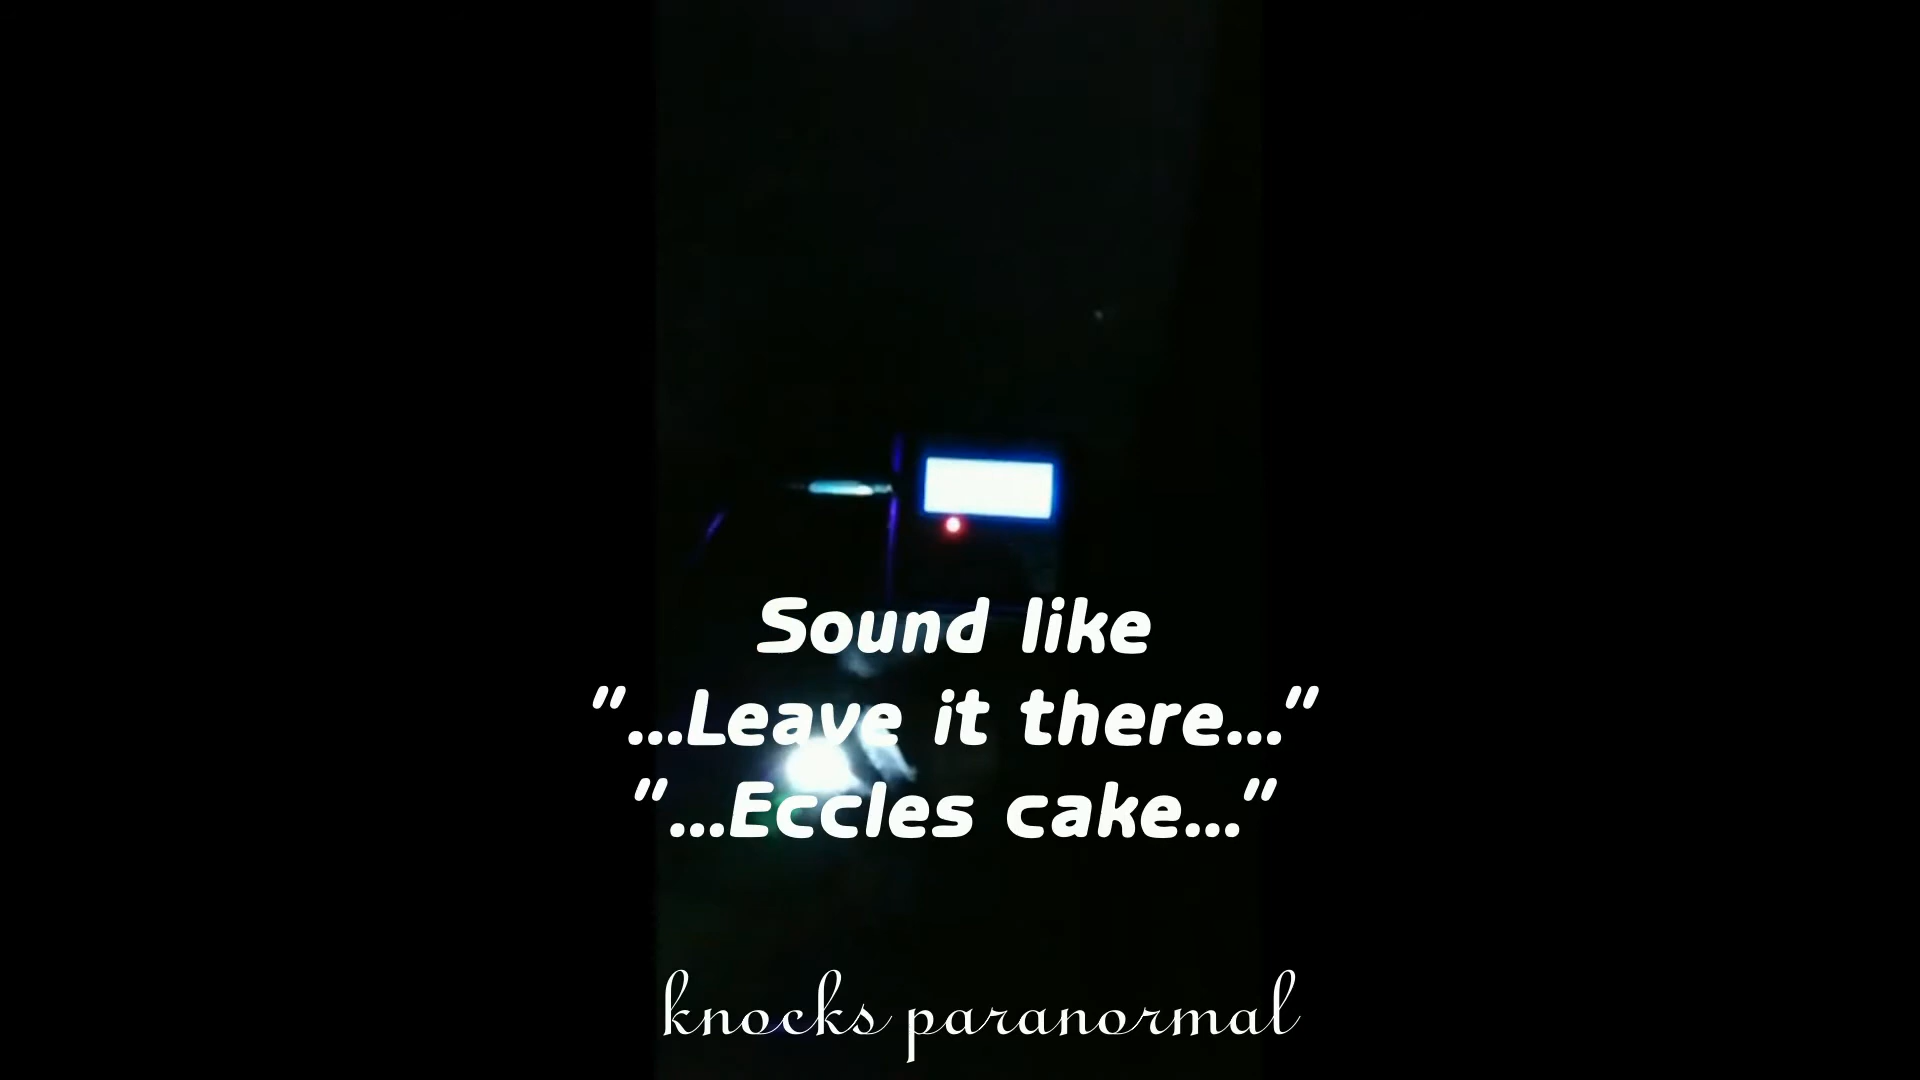 Sound like
"...Leave it there..."
"...Eccles cake..."
knocks paranormal